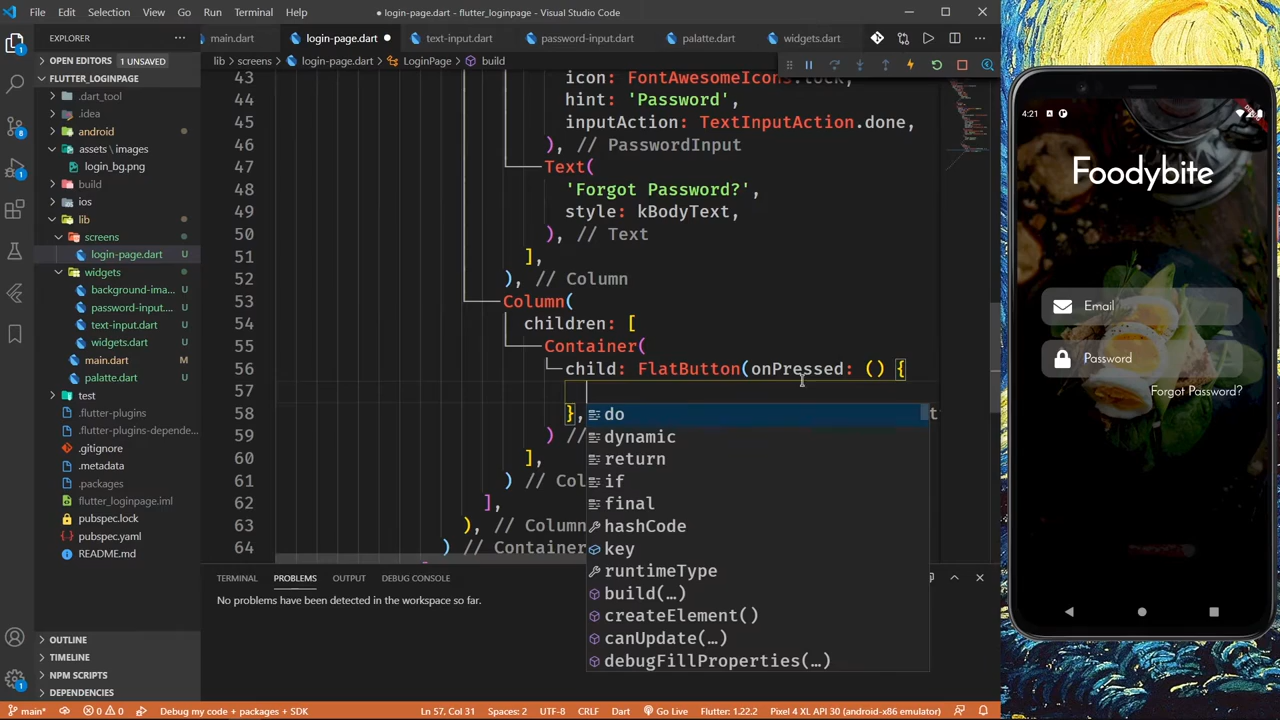 File Edit Selection View Go Run Terminal Help
● login-page.dart - flutter_loginpage - Visual Studio Code
EXPLORER
OPEN EDITORS 1 UNSAVED
FLUTTER_LOGINPAGE
.dart_tool
.idea
android
assets \ images
login_bg.png
build
ios
lib
screens
login-page.dart U
widgets
background-ima... U
password-input.... U
text-input.dart U
widgets.dart U
main.dart M
palette.dart U
test
.flutter-plugins
.flutter-plugins-depende...
.gitignore
.metadata
.packages
flutter_loginpage.iml
pubspec.lock
pubspec.yaml
README.md
OUTLINE
TIMELINE
NPM SCRIPTS
DEPENDENCIES
main.dart login-page.dart ● text-input.dart password-input.dart palette.dart widgets.dart
lib > screens > login-page.dart > LoginPage > build
43 icon: FontAwesomeIcons.lock,
44 hint: 'Password',
45 inputAction: TextInputAction.done,
46 ), // PasswordInput
47 Text(
48 'Forgot Password?',
49 style: kBodyText,
50 ), // Text
51 ],
52 ), // Column
53 Column(
54 children: [
55 Container(
56 child: FlatButton(onPressed: () {
57
58 },
59 ) //
60 ],
61 ) // Col
62 ],
63 ), // Column
64 ) // Container
do
dynamic
return
if
final
hashCode
key
runtimeType
build(…)
createElement()
canUpdate(…)
debugFillProperties(…)
TERMINAL PROBLEMS OUTPUT DEBUG CONSOLE
No problems have been detected in the workspace so far.
main* 0 0 Debug my code + packages + SDK Ln 57, Col 31 Spaces: 2 UTF-8 CRLF Dart Go Live Flutter: 1.22.2 Pixel 4 XL API 30 (android-x86 emulator)
4:21
Foodybite
Email
Password
Forgot Password?